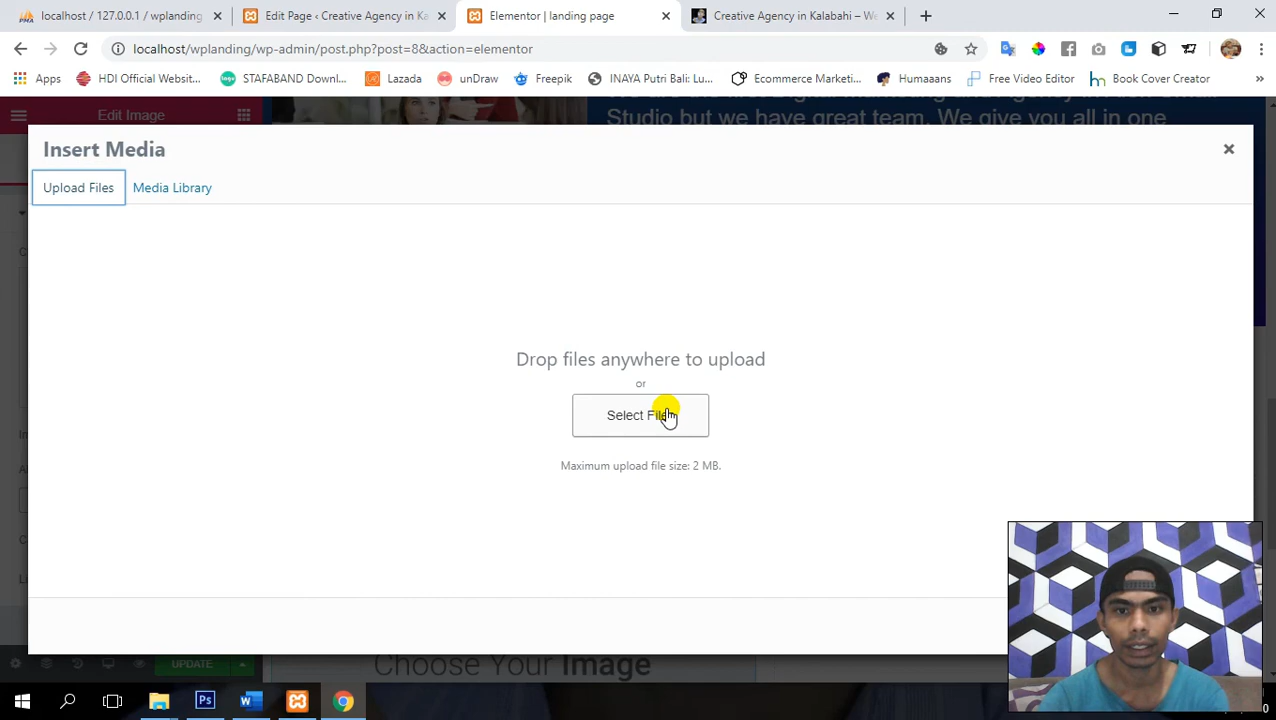 localhost / 127.0.0.1 / wplanding
Edit Page ‹ Creative Agency in Ka
Elementor | landing page
Creative Agency in Kalabahi – We
localhost/wplanding/wp-admin/post.php?post=8&action=elementor
Apps
HDI Official Websit...
STAFABAND Downl...
Lazada
unDraw
Freepik
INAYA Putri Bali: Lu...
Ecommerce Marketi...
Humaaans
Free Video Editor
Book Cover Creator
»
Edit Image
Studio but we have great team. We give you all in one
Insert Media
Upload Files
Media Library
Drop files anywhere to upload
or
Select Files
Maximum upload file size: 2 MB.
UPDATE
Choose Your Image